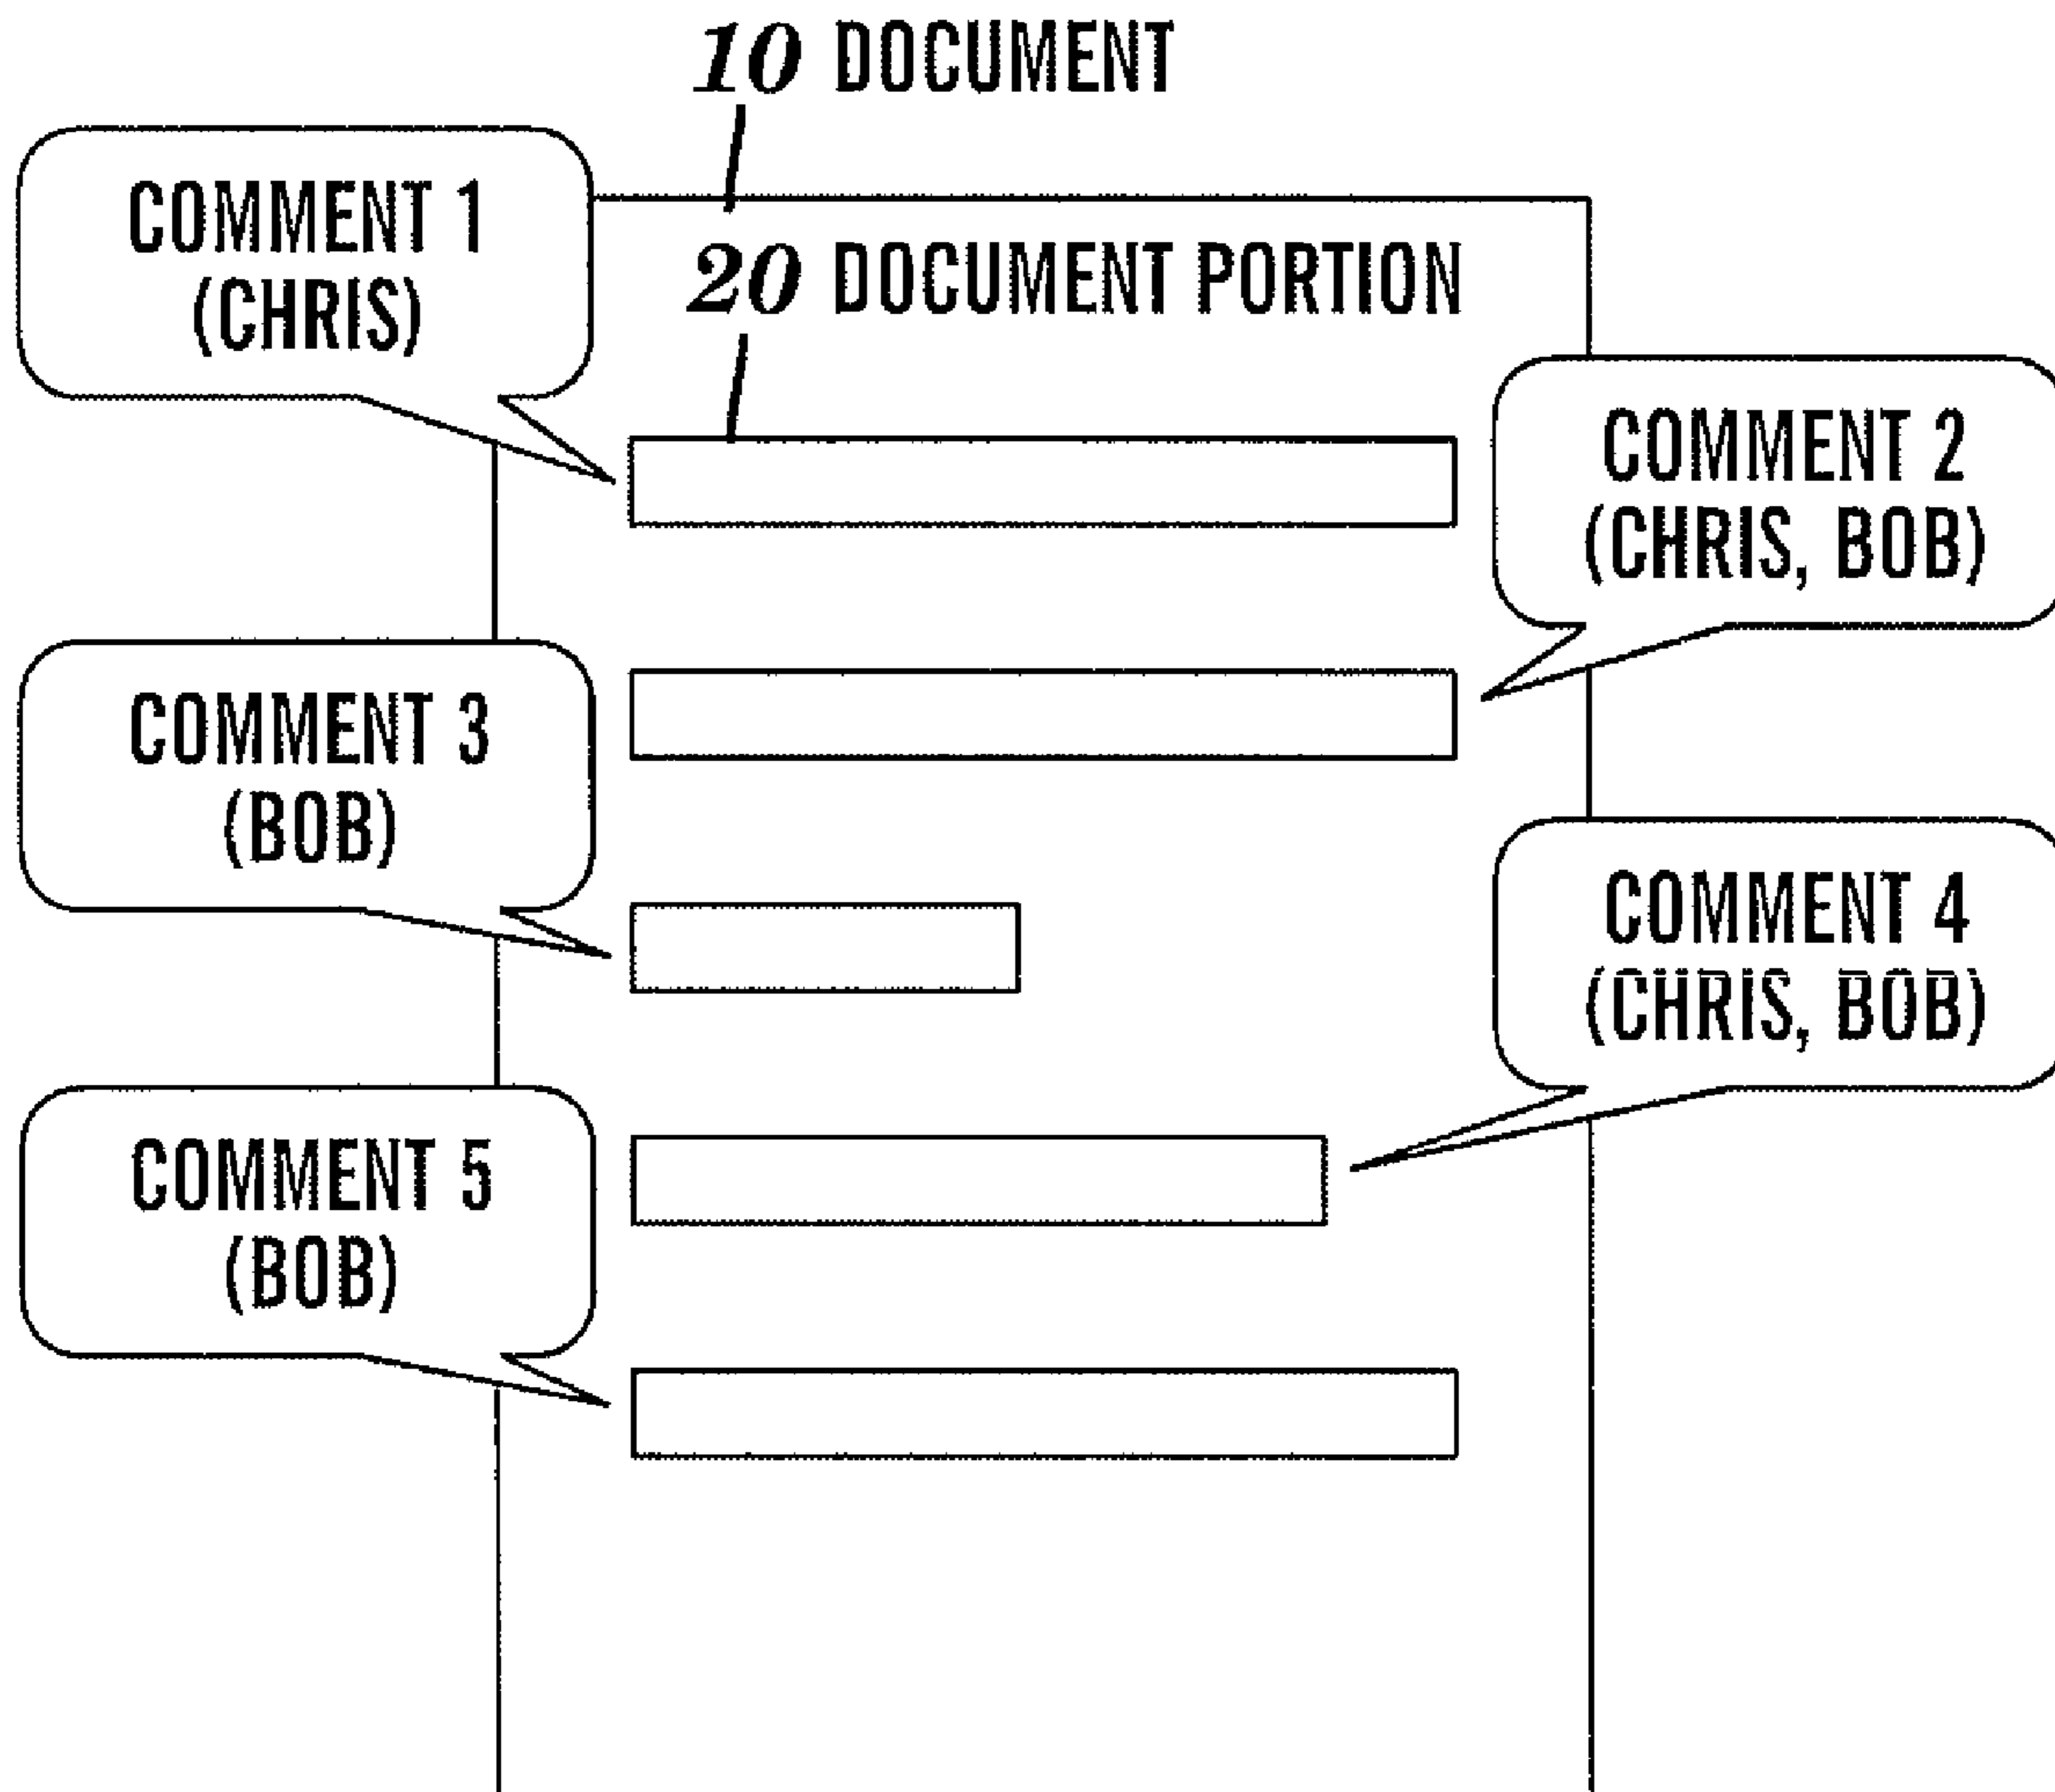 10 DOCUMENT
COMMENT 1
(CHRIS)
20 DOCUMENT PORTION
COMMENT 2
(CHRIS, BOB)
COMMENT 3
(BOB)
COMMENT 4
(CHRIS, BOB)
COMMENT 5
(BOB)